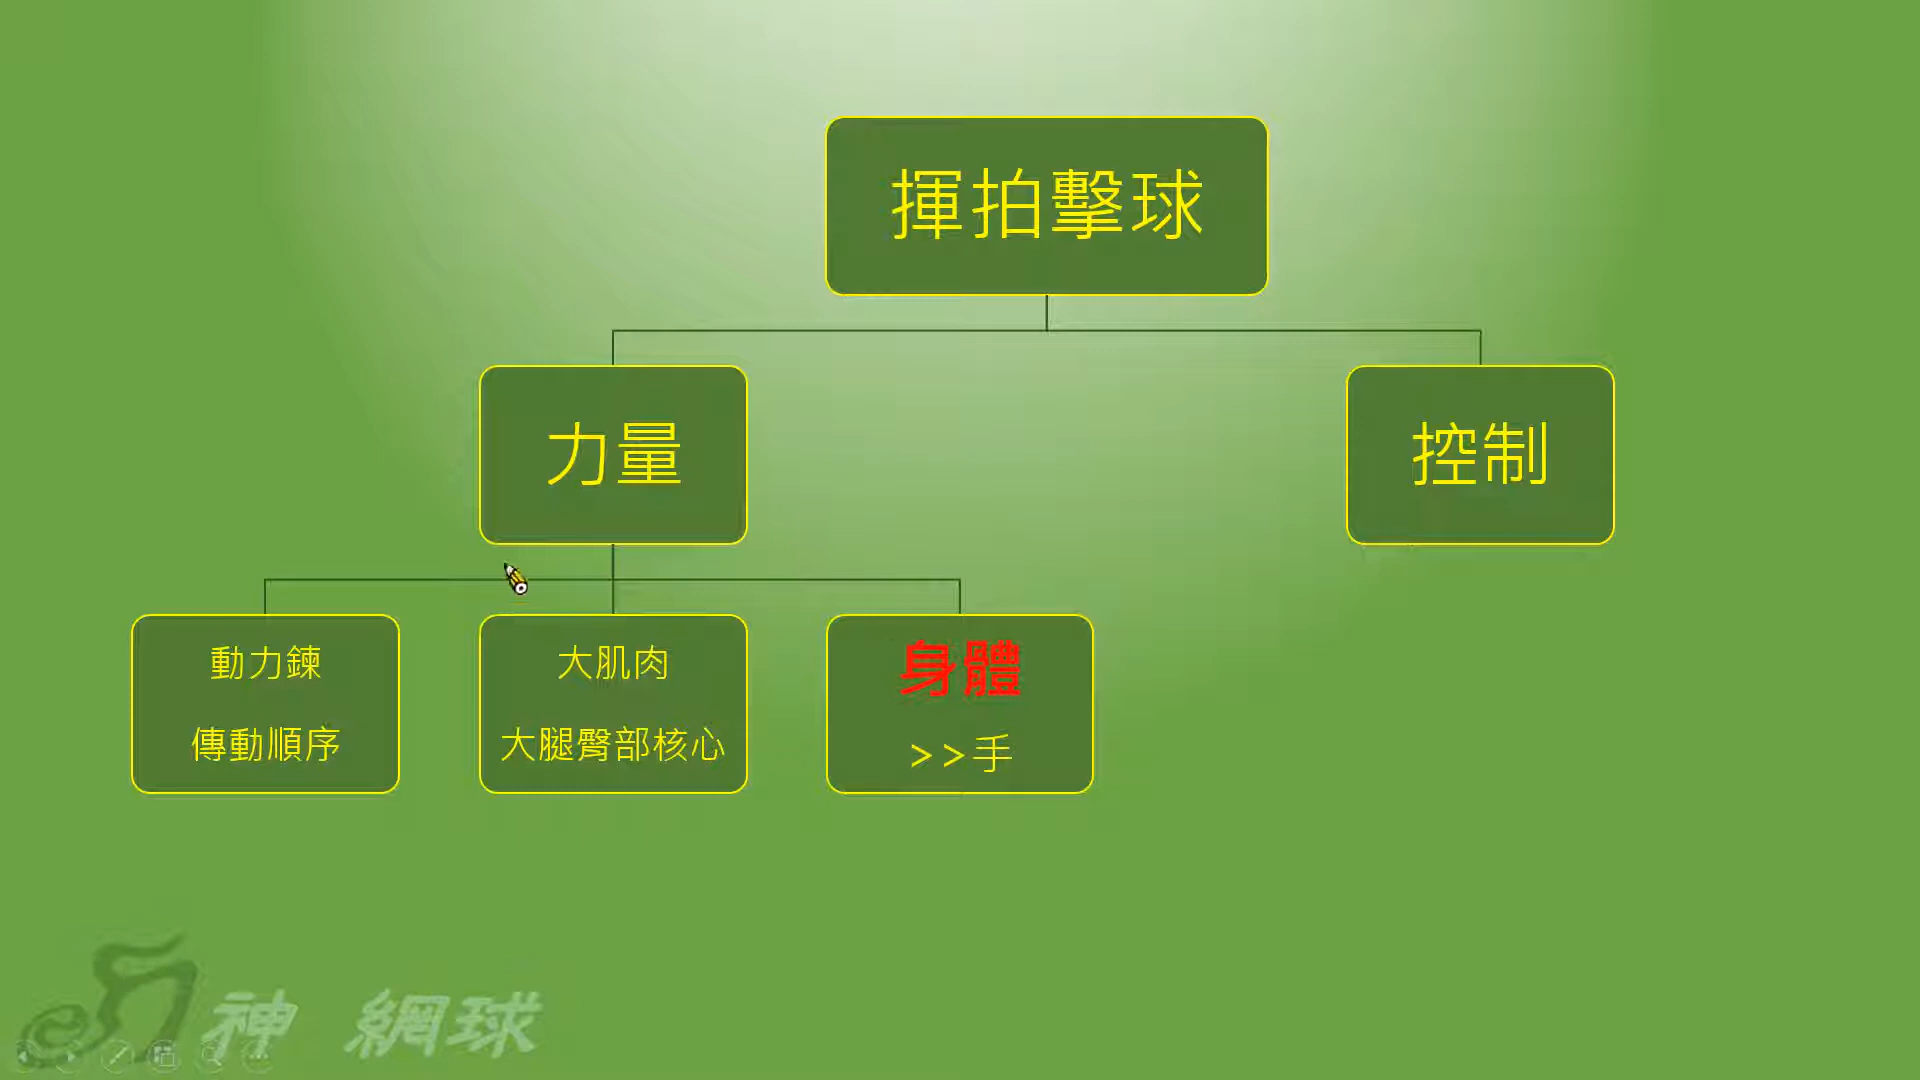 揮拍擊球
力量
控制
動力鍊
傳動順序
大肌肉
大腿臀部核心
身體
>>手
神 網球